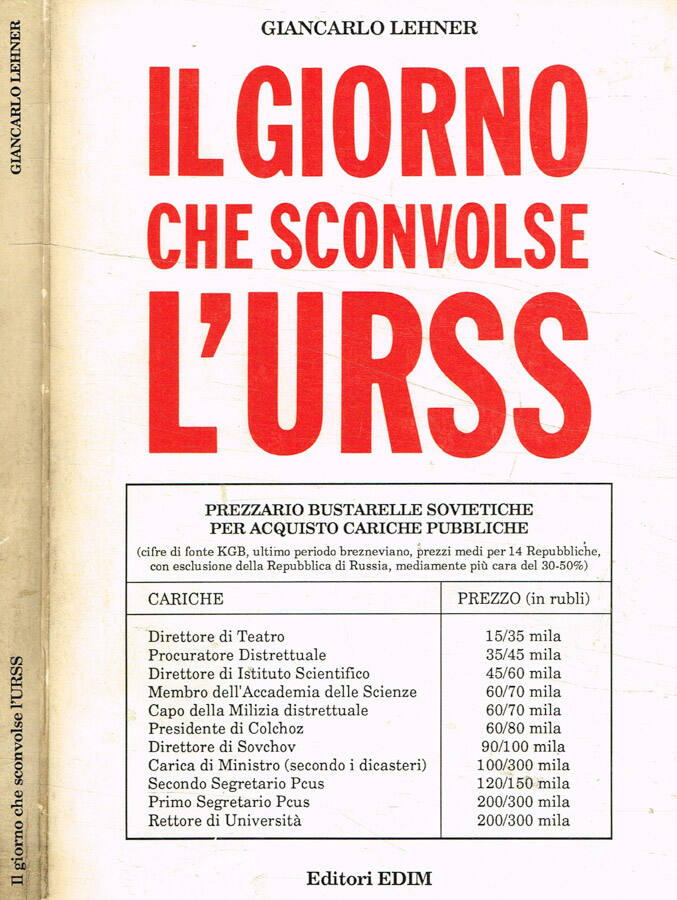 GIANCARLO LEHNER
Il giorno che sconvolse l'URSS
GIANCARLO LEHNER
IL GIORNO
CHE SCONVOLSE
L'URSS
PREZZARIO BUSTARELLE SOVIETICHE
PER ACQUISTO CARICHE PUBBLICHE
(cifre di fonte KGB, ultimo periodo brezneviano, prezzi medi per 14 Repubbliche,
con esclusione della Repubblica di Russia, mediamente più cara del 30-50%)
CARICHE PREZZO (in rubli)
Direttore di Teatro 15/35 mila
Procuratore Distrettuale 35/45 mila
Direttore di Istituto Scientifico 45/60 mila
Membro dell'Accademia delle Scienze 60/70 mila
Capo della Milizia distrettuale 60/70 mila
Presidente di Colchoz 60/80 mila
Direttore di Sovchov 90/100 mila
Carica di Ministro (secondo i dicasteri) 100/300 mila
Secondo Segretario Pcus 120/150 mila
Primo Segretario Pcus 200/300 mila
Rettore di Università 200/300 mila
Editori EDIM